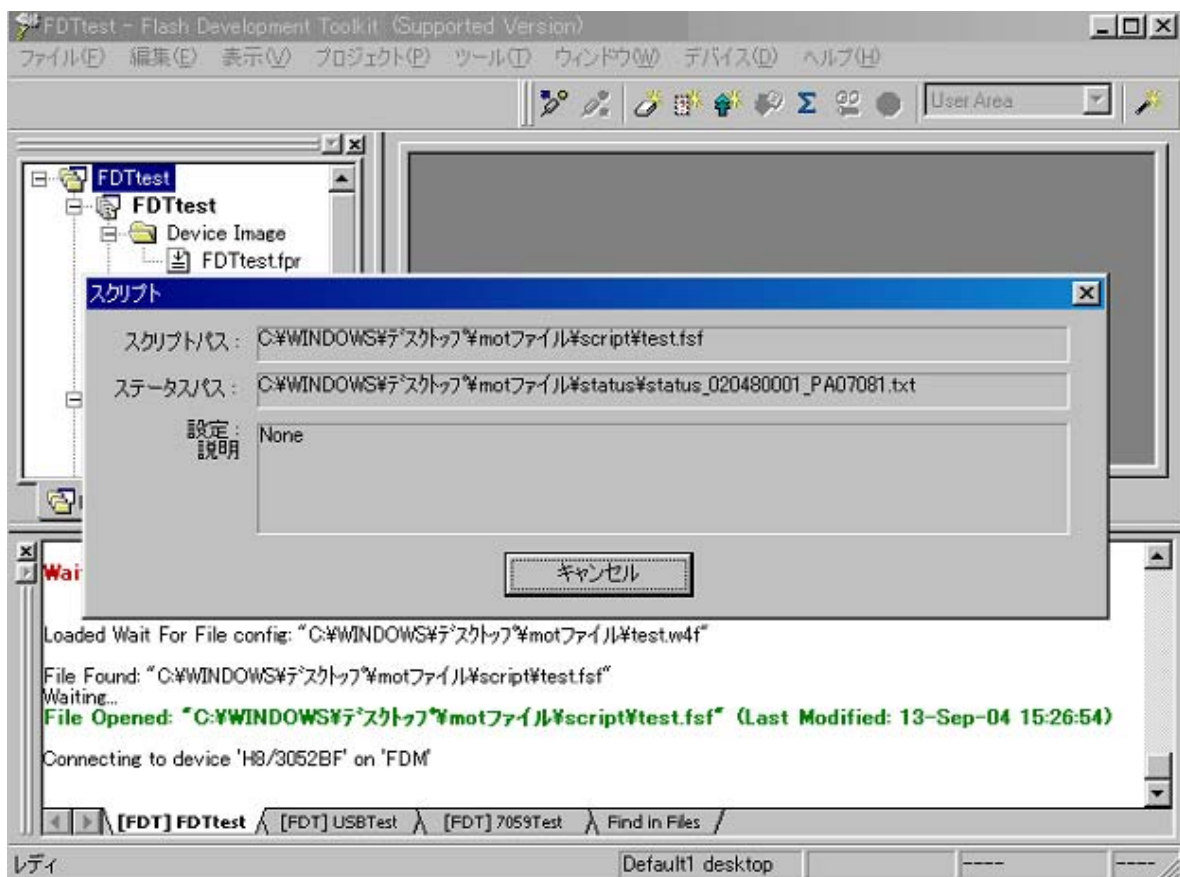 FDTtest - Flash Development Toolkit (Supported Version)
ファイル(F) 編集(E) 表示(V) プロジェクト(P) ツール(T) ウィンドウ(W) デバイス(D) ヘルプ(H)
User Area
FDTtest
FDTtest
Device Image
FDTtest.fpr
スクリプト
スクリプトパス :
C:¥WINDOWS¥ﾃﾞｽｸﾄｯﾌﾟ¥motファイル¥script¥test.fsf
ステータスパス :
C:¥WINDOWS¥ﾃﾞｽｸﾄｯﾌﾟ¥motファイル¥status¥status_020480001_PA07081.txt
設定 :
説明
None
キャンセル
Wai
Loaded Wait For File config: "C:¥WINDOWS¥ﾃﾞｽｸﾄｯﾌﾟ¥motファイル¥test.w4f"
File Found: "C:¥WINDOWS¥ﾃﾞｽｸﾄｯﾌﾟ¥motファイル¥script¥test.fsf"
Waiting...
File Opened: "C:¥WINDOWS¥ﾃﾞｽｸﾄｯﾌﾟ¥motファイル¥script¥test.fsf" (Last Modified: 13-Sep-04 15:26:54)
Connecting to device 'H8/3052BF' on 'FDM'
[FDT] FDTtest [FDT] USBTest [FDT] 7059Test Find in Files
レディ Default1 desktop ---- ----